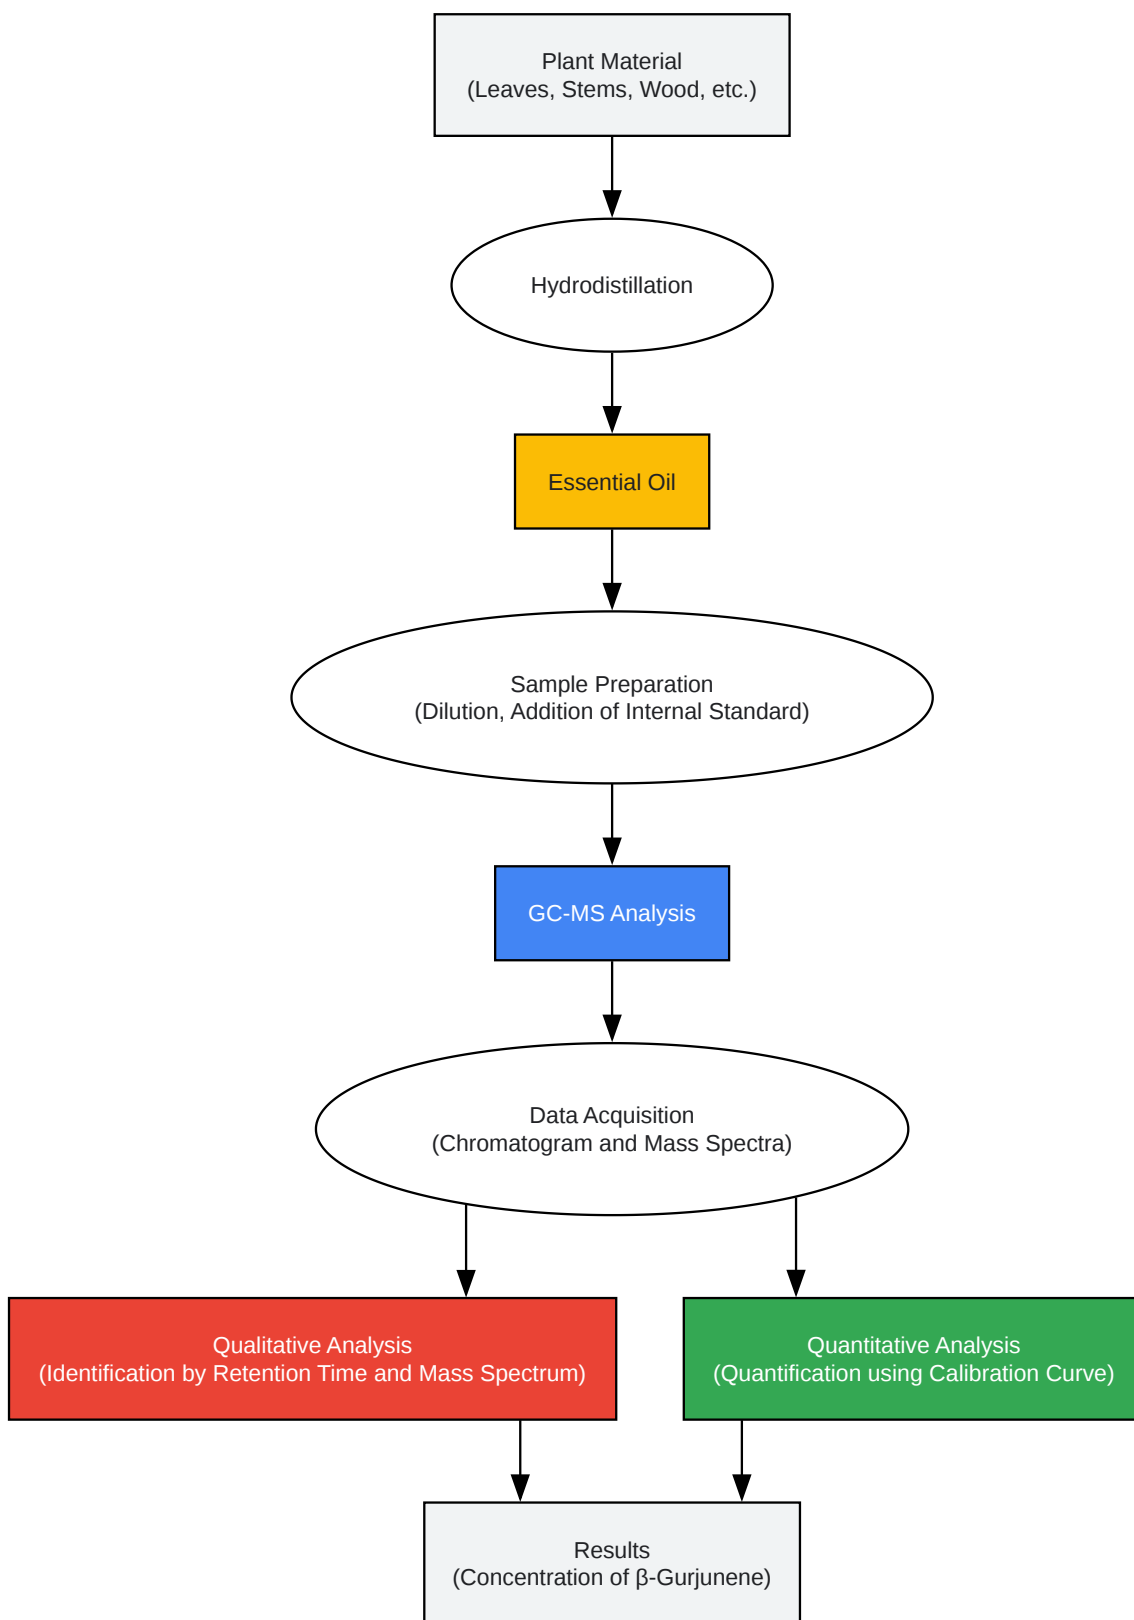 Plant Material
(Leaves, Stems, Wood, etc.)
Hydrodistillation
Essential Oil
Sample Preparation
(Dilution, Addition of Internal Standard)
GC-MS Analysis
Data Acquisition
(Chromatogram and Mass Spectra)
Qualitative Analysis
(Identification by Retention Time and Mass Spectrum)
Quantitative Analysis
(Quantification using Calibration Curve)
Results
(Concentration of β-Gurjunene)